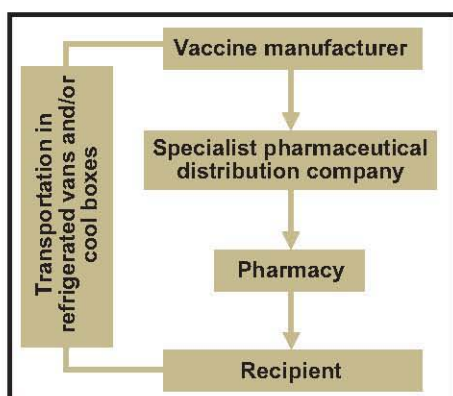 Vaccine manufacturer
Specialist pharmaceutical
distribution company
Pharmacy
Recipient
Transportation in
refrigerated vans and/or
cool boxes